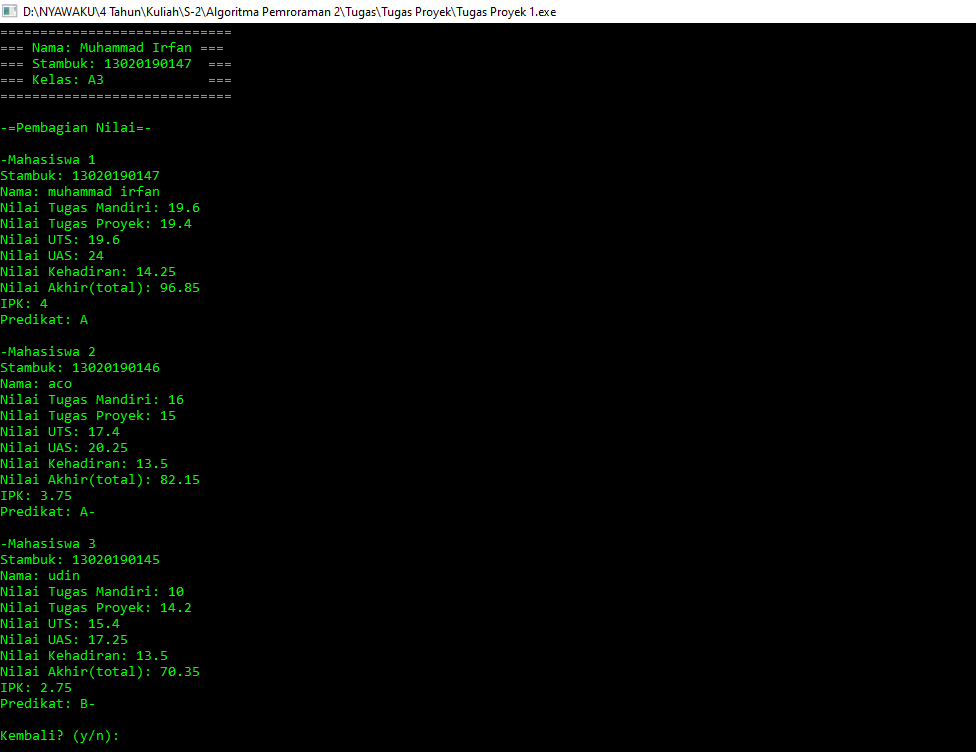 D:\NYAWAKU\4 Tahun\Kuliah\S-2\Algoritma Pemroraman 2\Tugas\Tugas Proyek\Tugas Proyek 1.exe
=============================
=== Nama: Muhammad Irfan ===
=== Stambuk: 13020190147  ===
=== Kelas: A3             ===
=============================

-=Pembagian Nilai=-

-Mahasiswa 1
Stambuk: 13020190147
Nama: muhammad irfan
Nilai Tugas Mandiri: 19.6
Nilai Tugas Proyek: 19.4
Nilai UTS: 19.6
Nilai UAS: 24
Nilai Kehadiran: 14.25
Nilai Akhir(total): 96.85
IPK: 4
Predikat: A

-Mahasiswa 2
Stambuk: 13020190146
Nama: aco
Nilai Tugas Mandiri: 16
Nilai Tugas Proyek: 15
Nilai UTS: 17.4
Nilai UAS: 20.25
Nilai Kehadiran: 13.5
Nilai Akhir(total): 82.15
IPK: 3.75
Predikat: A-

-Mahasiswa 3
Stambuk: 13020190145
Nama: udin
Nilai Tugas Mandiri: 10
Nilai Tugas Proyek: 14.2
Nilai UTS: 15.4
Nilai UAS: 17.25
Nilai Kehadiran: 13.5
Nilai Akhir(total): 70.35
IPK: 2.75
Predikat: B-

Kembali? (y/n):